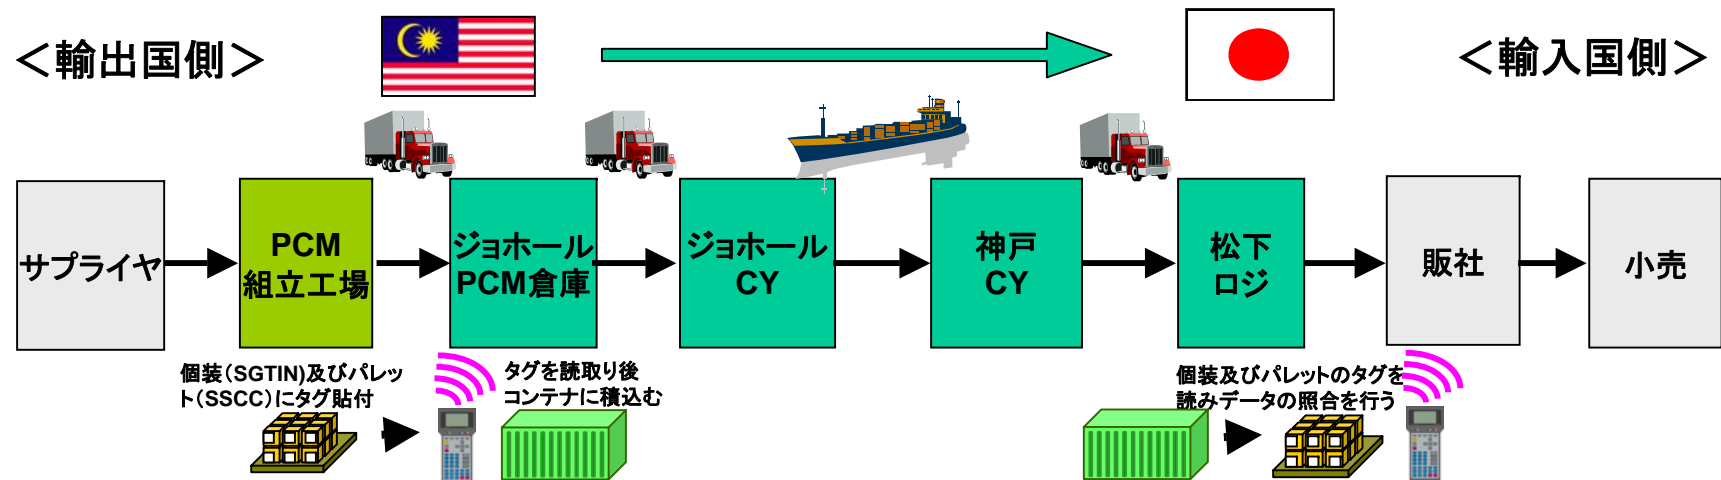 ＜輸出国側＞
＜輸入国側＞
サプライヤ
PCM
組立工場
ジョホール
PCM倉庫
ジョホール
CY
神戸
CY
松下
ロジ
販社
小売
個装（SGTIN)及びパレッ
ト（SSCC）にタグ貼付
タグを読取り後
コンテナに積込む
個装及びパレットのタグを
読みデータの照合を行う